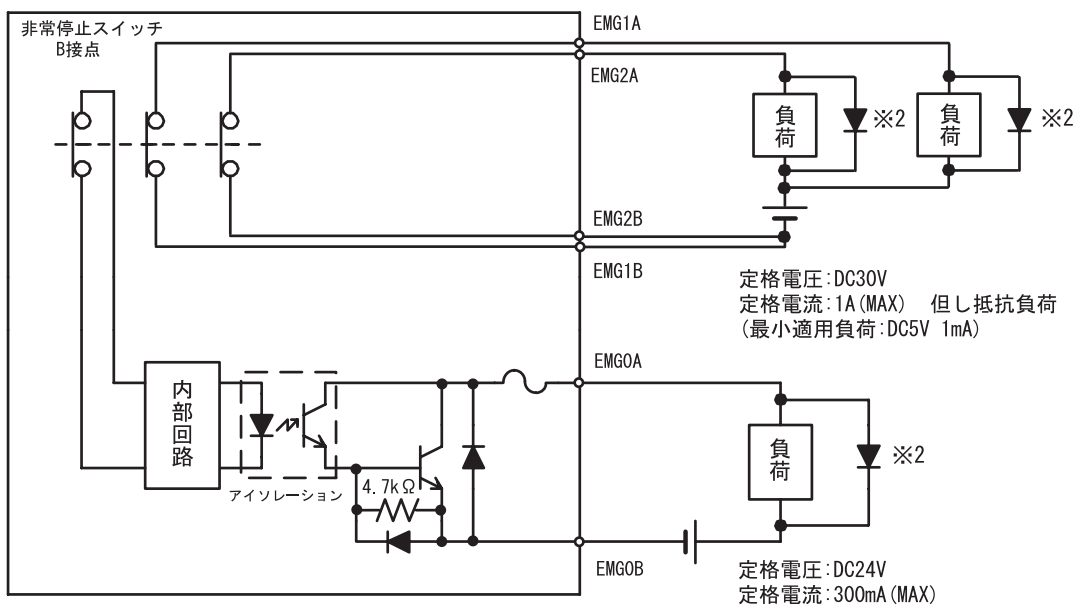 非常停止スイッチ
B接点
EMG1A
EMG2A
負荷
※2
負荷
※2
EMG2B
EMG1B
定格電圧:DC30V
定格電流:1A(MAX) 但し抵抗負荷
(最小適用負荷:DC5V 1mA)
EMG0A
内部回路
アイソレーション
4.7kΩ
負荷
※2
EMG0B
定格電圧:DC24V
定格電流:300mA(MAX)